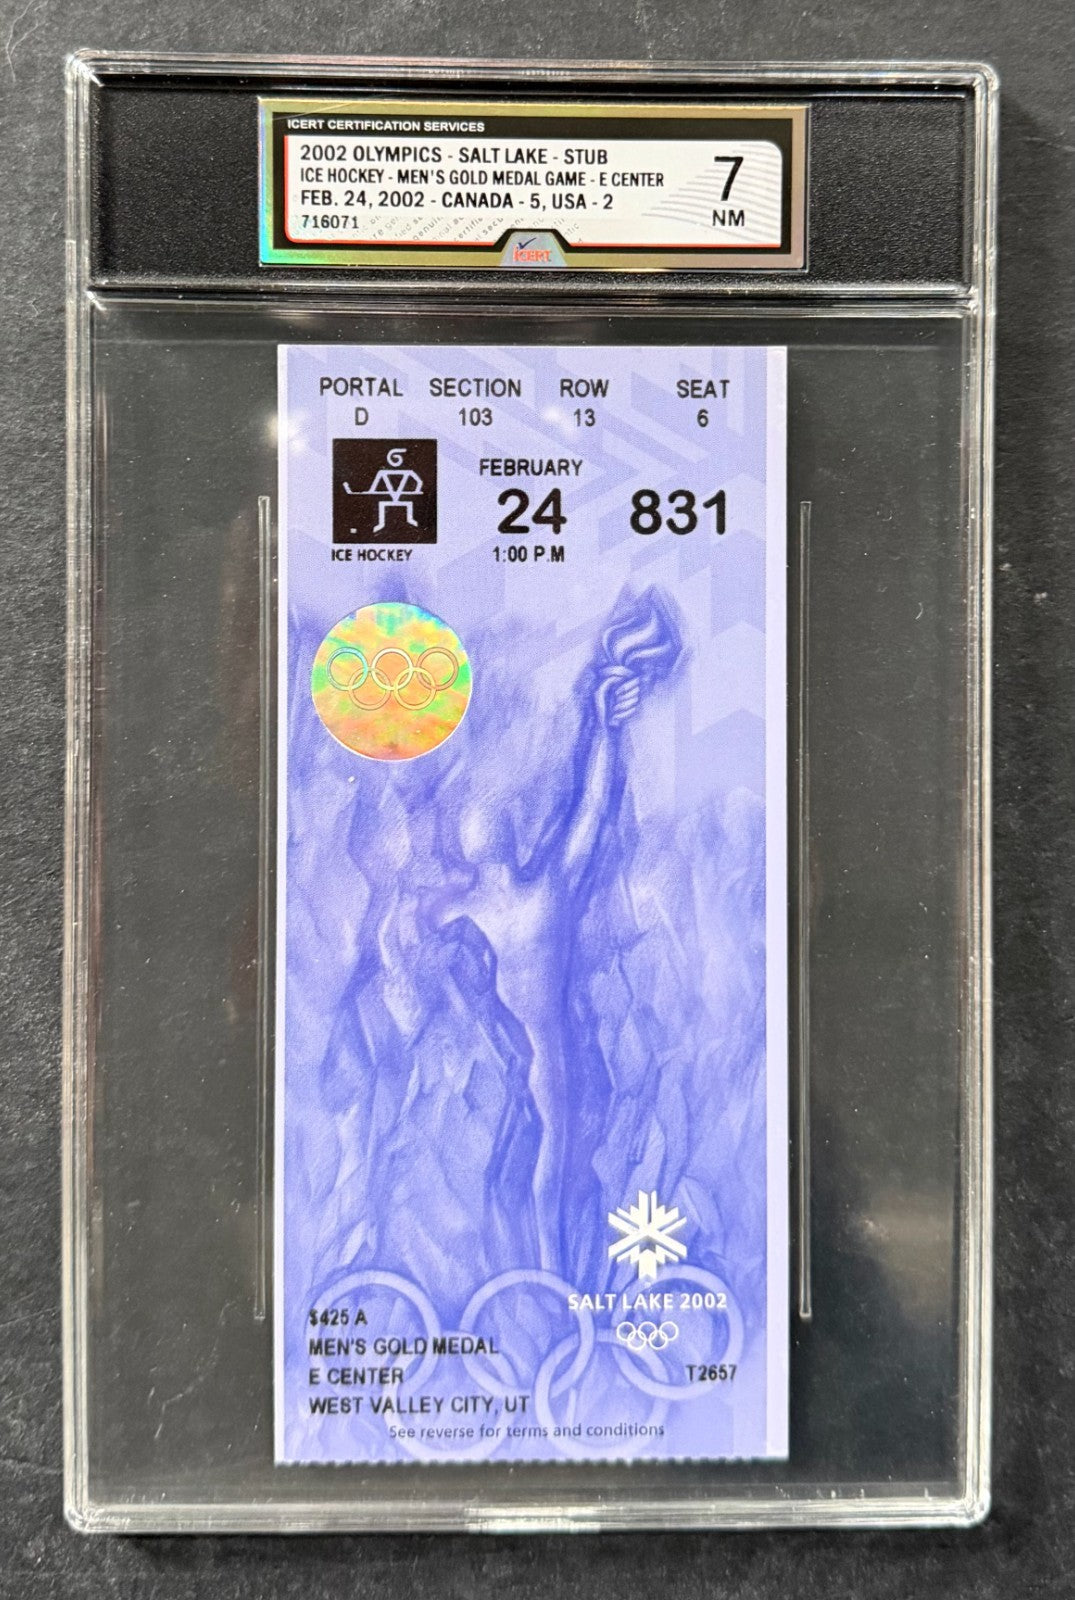 ICERT CERTIFICATION SERVICES
2002 OLYMPICS - SALT LAKE - STUB
ICE HOCKEY - MEN'S GOLD MEDAL GAME - E CENTER
FEB. 24, 2002 - CANADA - 5, USA - 2
716071
7
NM
iCERT
PORTAL SECTION ROW SEAT
D 103 13 6
FEBRUARY
24 831
ICE HOCKEY 1:00 P.M
SALT LAKE 2002
$425 A
MEN'S GOLD MEDAL
E CENTER T2657
WEST VALLEY CITY, UT
See reverse for terms and conditions